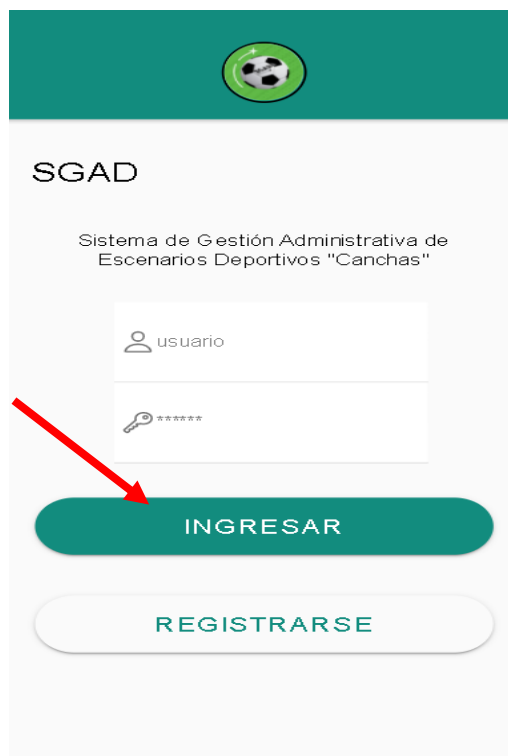 SGAD
Sistema de Gestión Administrativa de
Escenarios Deportivos "Canchas"
usuario
******
INGRESAR
REGISTRARSE